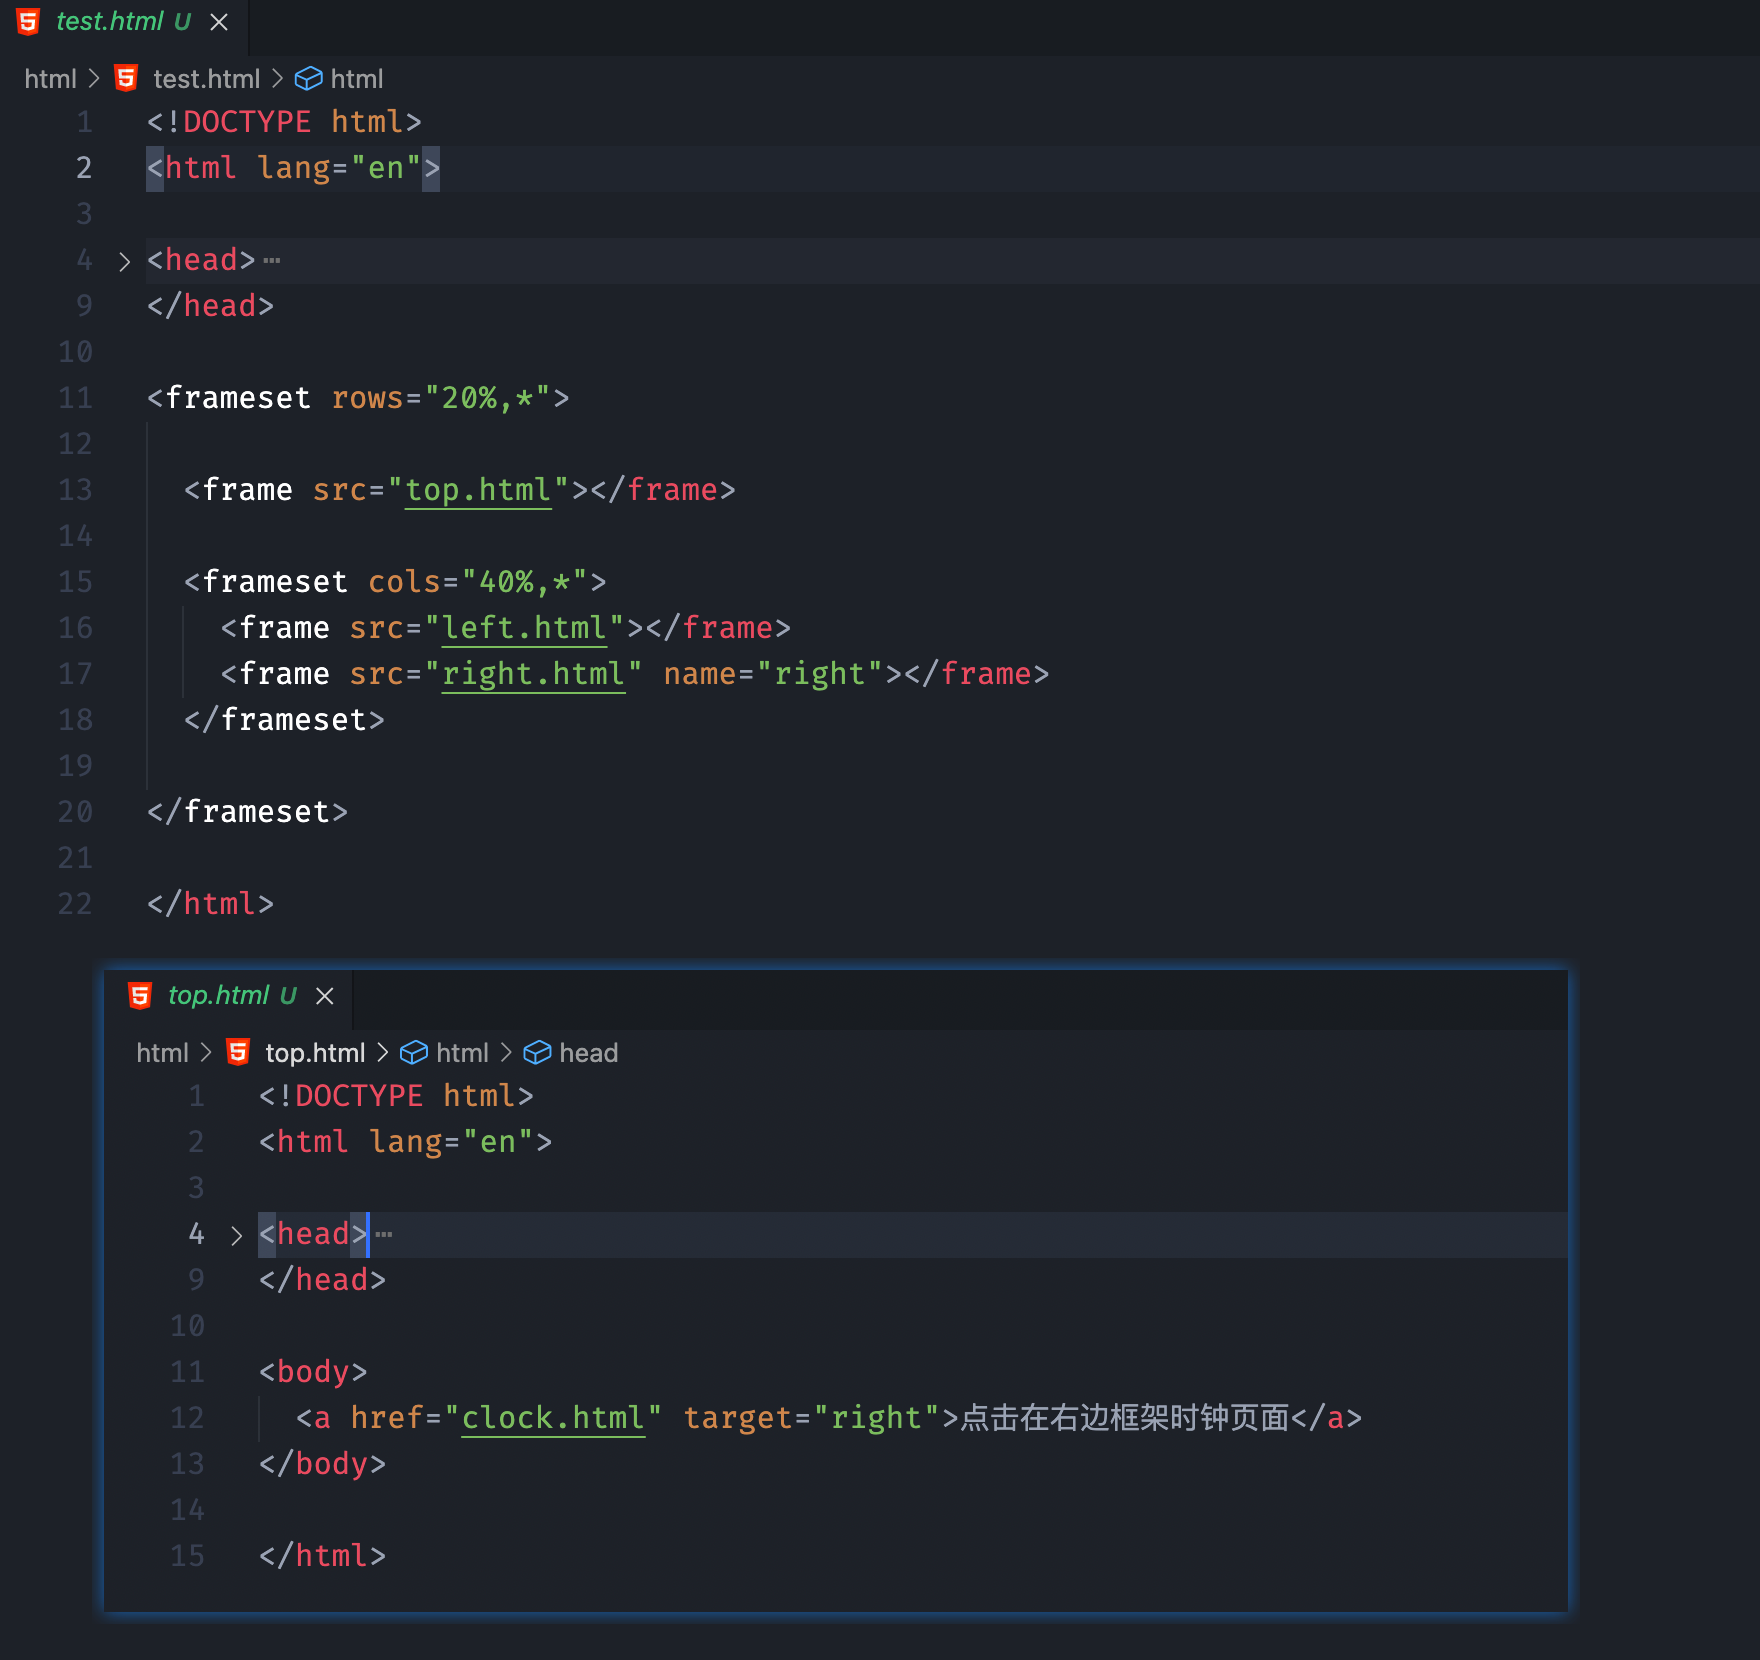 test.html U
html > test.html > html
1 <!DOCTYPE html>
2 <html lang="en">
3
4 <head>…
9 </head>
10
11 <frameset rows="20%,*">
12
13 <frame src="top.html"></frame>
14
15 <frameset cols="40%,*">
16 <frame src="left.html"></frame>
17 <frame src="right.html" name="right"></frame>
18 </frameset>
19
20 </frameset>
21
22 </html>
top.html U
html > top.html > html > head
1 <!DOCTYPE html>
2 <html lang="en">
3
4 <head>…
9 </head>
10
11 <body>
12 <a href="clock.html" target="right">点击在右边框架时钟页面</a>
13 </body>
14
15 </html>